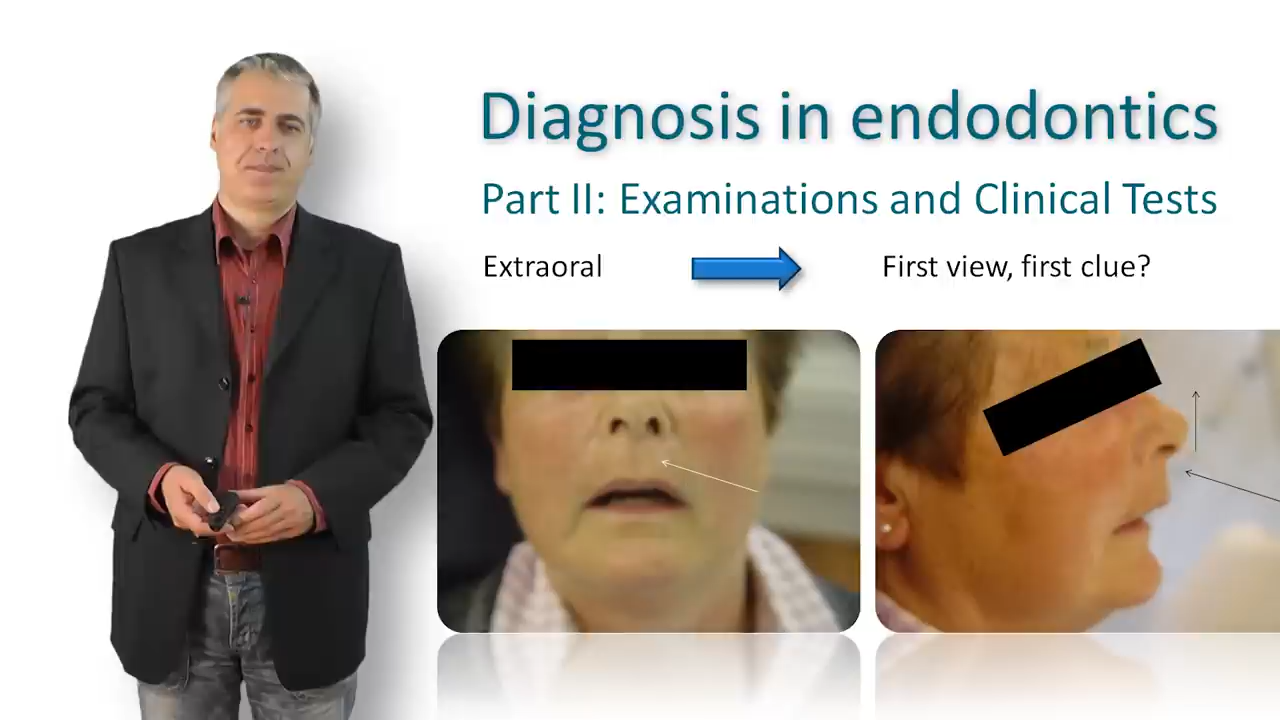 Diagnosis in endodontics
Part II: Examinations and Clinical Tests
Extraoral
First view, first clue?